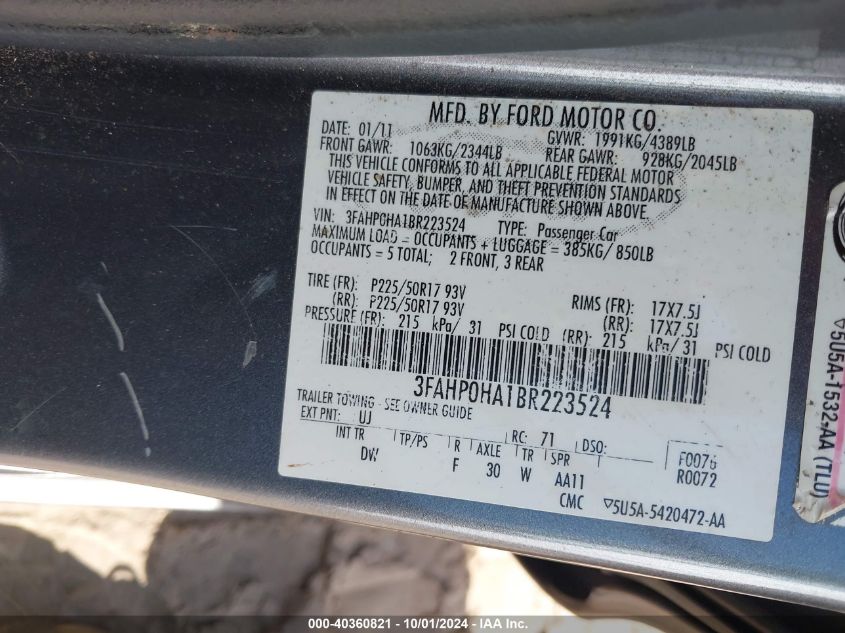 MFD. BY FORD MOTOR CO.
DATE: 01/11 GVWR: 1991KG/4389LB
FRONT GAWR: 1063KG/2344LB REAR GAWR: 928KG/2045LB
THIS VEHICLE CONFORMS TO ALL APPLICABLE FEDERAL MOTOR
VEHICLE SAFETY, BUMPER, AND THEFT PREVENTION STANDARDS
IN EFFECT ON THE DATE OF MANUFACTURE SHOWN ABOVE.
VIN: 3FAHP0HA1BR223524 TYPE: Passenger Car
MAXIMUM LOAD = OCCUPANTS + LUGGAGE = 385KG/850LB
OCCUPANTS = 5 TOTAL; 2 FRONT, 3 REAR
TIRE (FR): P225/50R17 93V RIMS (FR): 17X7.5J
(RR): P225/50R17 93V (RR): 17X7.5J
PRESSURE (FR): 215 kPa/ 31 PSI COLD (RR): 215 kPa/31 PSI COLD
3FAHP0HA1BR223524
TRAILER TOWING - SEE OWNER GUIDE
EXT PNT: UJ RC: 71 DSO: F0076
INT TR TP/PS R AXLE TR SPR R0072
DW F 30 W AA11
CMC ▽5U5A-5420472-AA
▽5U5A-1532-AA (TLU)
000-40360821 - 10/01/2024 - IAA Inc.